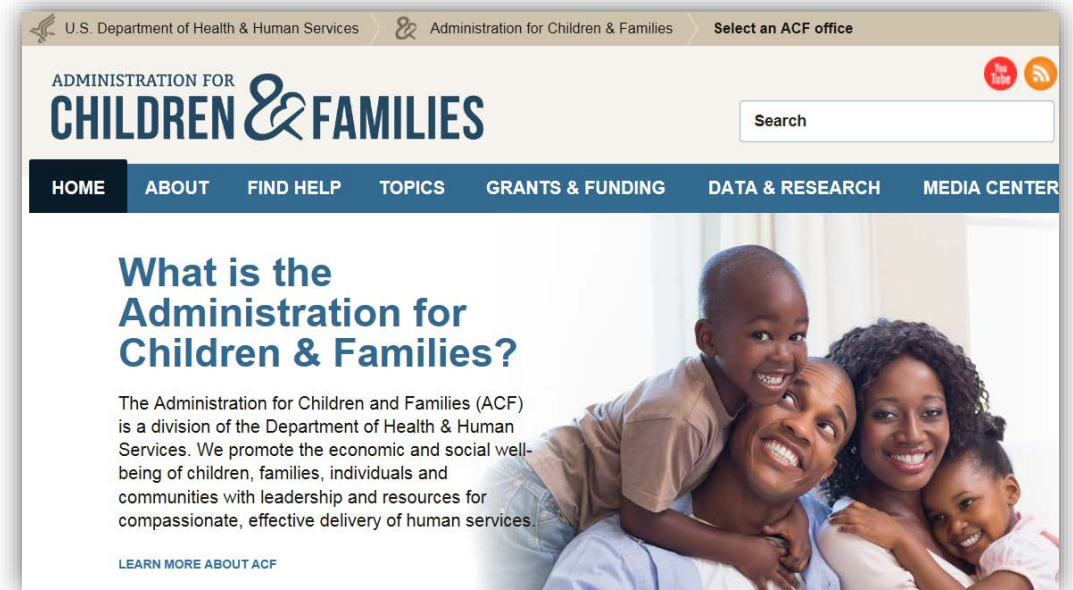 U.S. Department of Health & Human Services Administration for Children & Families Select an ACF office
You
Tube
ADMINISTRATION FOR
CHILDREN & FAMILIES
Search
HOME ABOUT FIND HELP TOPICS GRANTS & FUNDING DATA & RESEARCH MEDIA CENTER
What is the
Administration for
Children & Families?
The Administration for Children and Families (ACF)
is a division of the Department of Health & Human
Services. We promote the economic and social well-
being of children, families, individuals and
communities with leadership and resources for
compassionate, effective delivery of human services.
LEARN MORE ABOUT ACF